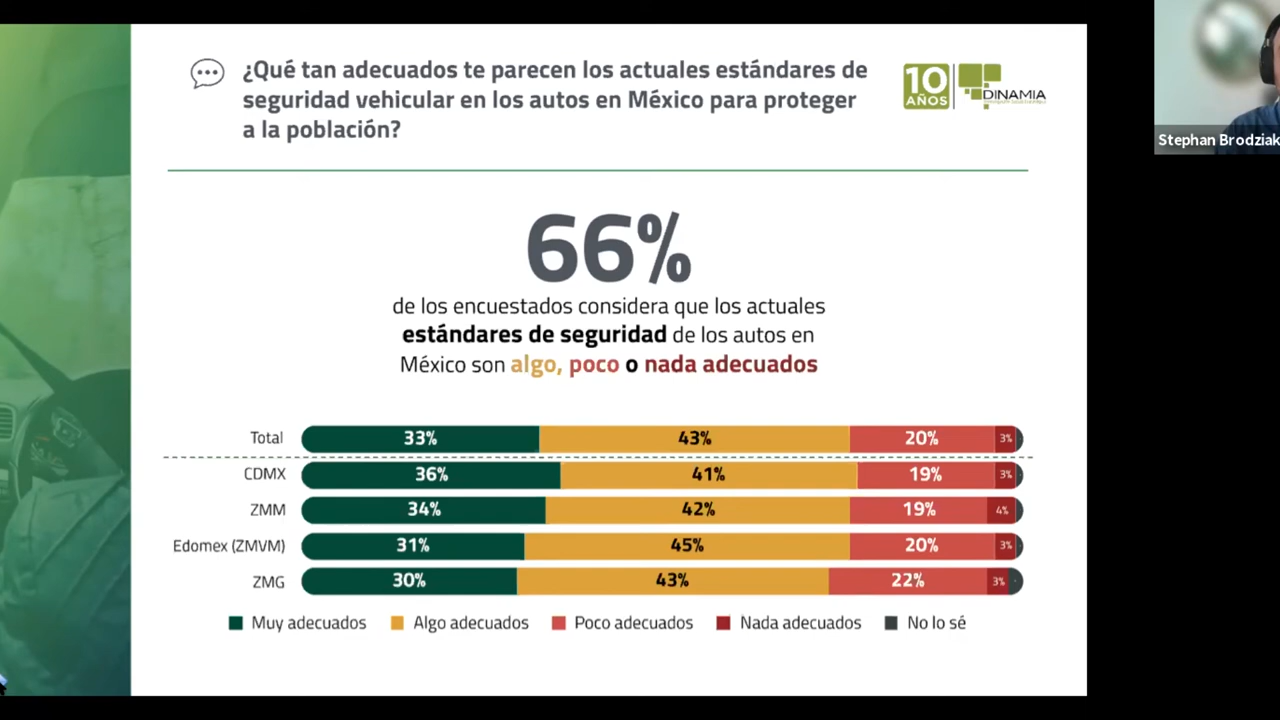 ¿Qué tan adecuados te parecen los actuales estándares de
seguridad vehicular en los autos en México para proteger
a la población?
10
AÑOS
DINAMIA
Stephan Brodziak
66%
de los encuestados considera que los actuales
estándares de seguridad de los autos en
México son algo, poco o nada adecuados
Total 33% 43% 20% 3%
CDMX 36% 41% 19% 3%
ZMM 34% 42% 19% 4%
Edomex (ZMVM) 31% 45% 20% 3%
ZMG 30% 43% 22% 3%
Muy adecuados Algo adecuados Poco adecuados Nada adecuados No lo sé